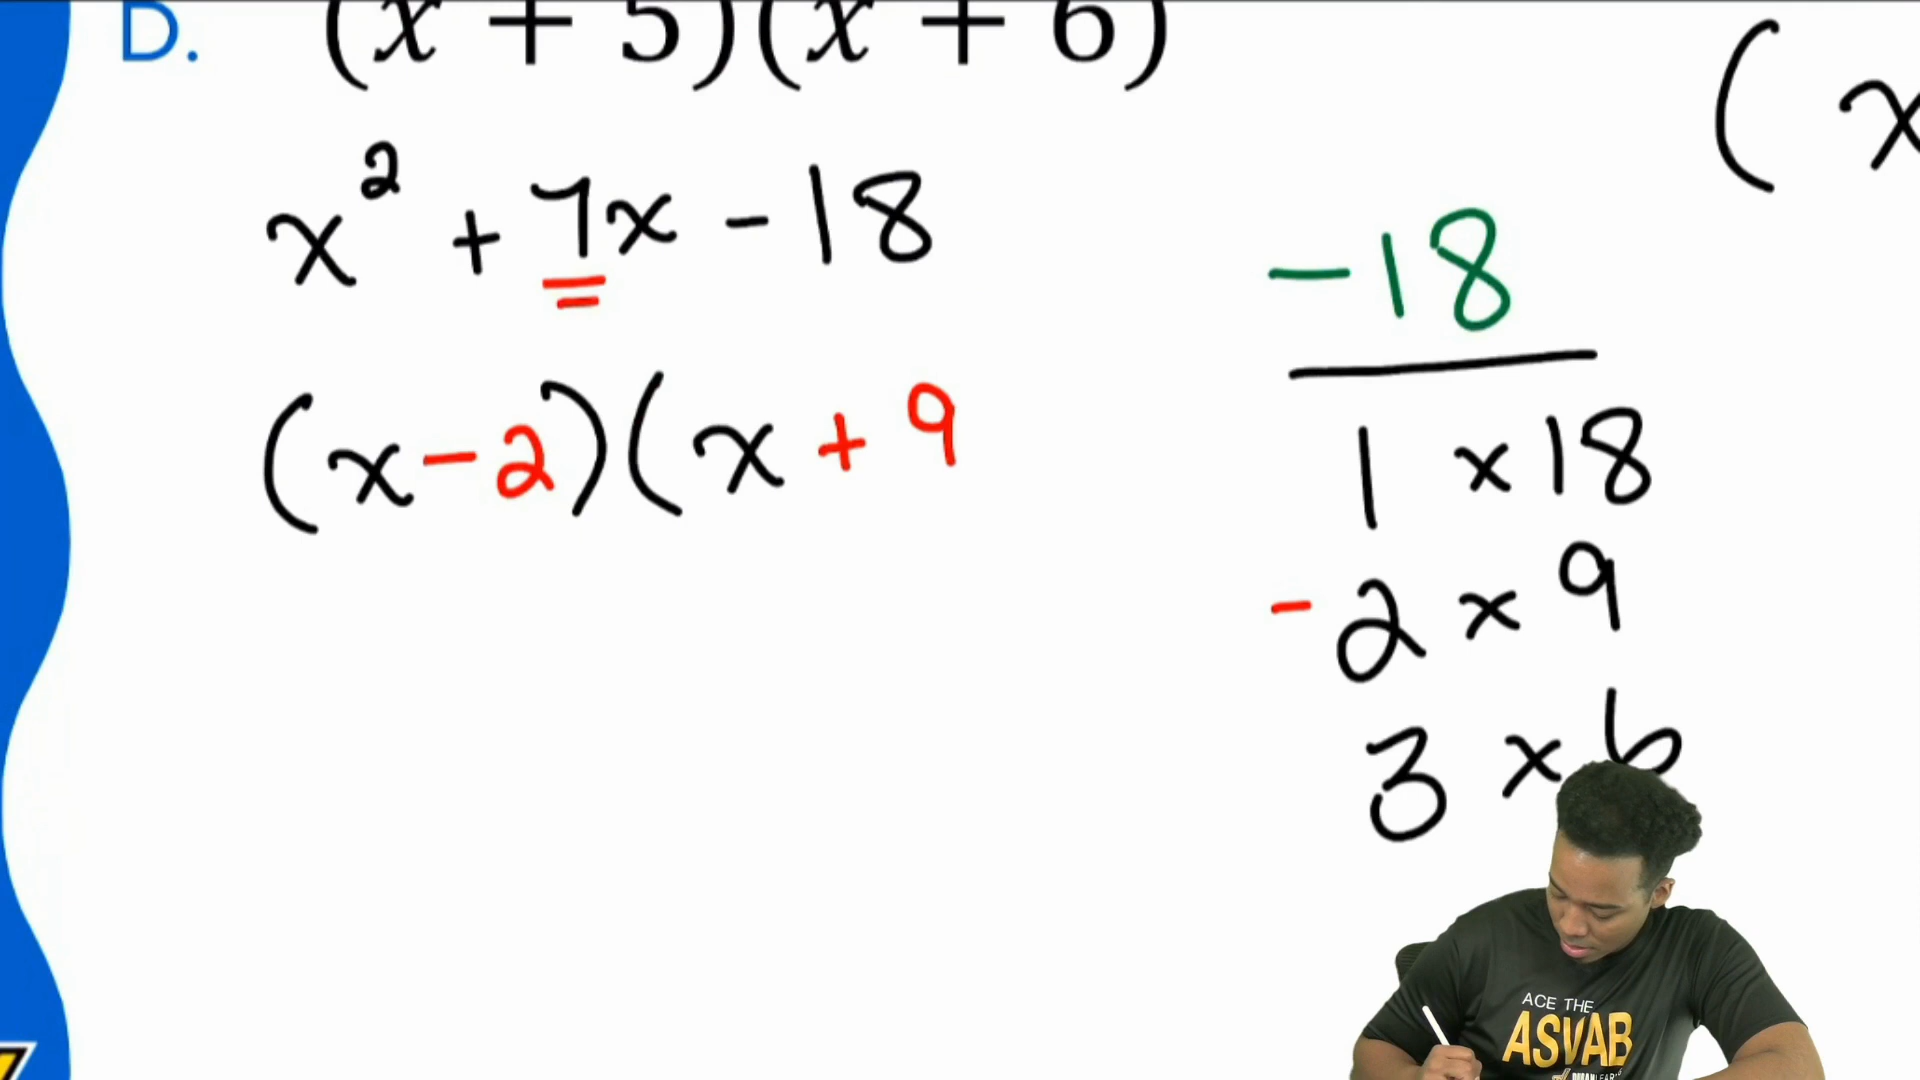 D. (x + 5)(x + 6)
(x
x² + 7x - 18
-18
(x - 2)(x + 9
1 x 18
- 2 x 9
3 x 6
ACE THE
ASVAB